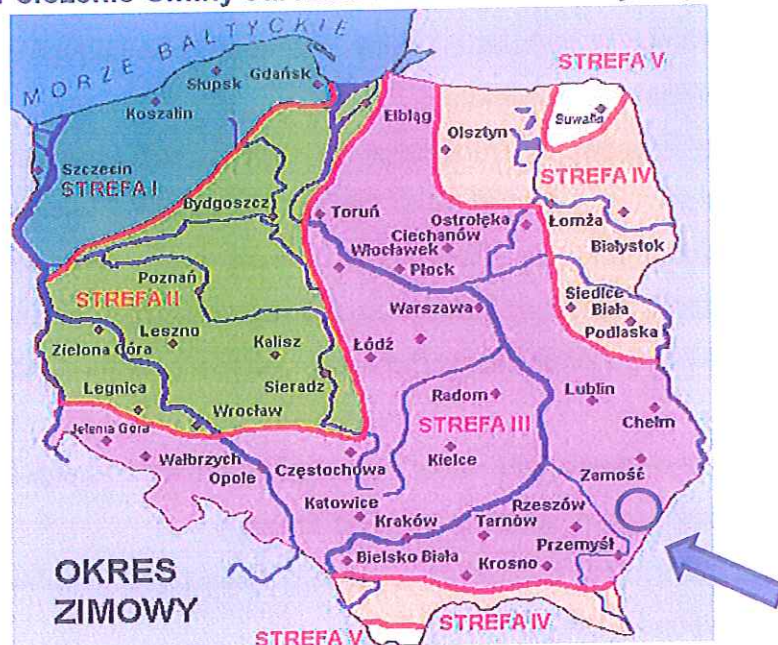 MORZE BAŁTYCKIE
STREFA V
Słupsk
Gdańsk
Koszalin
Elbląg
Suwałki
Olsztyn
Szczecin
STREFA I
STREFA IV
Bydgoszcz
Toruń
Ostrołęka
Łomża
Ciechanów
Włocławek
Białystok
Płock
Poznań
STREFA II
Siedlce
Warszawa
Biała
Podlaska
Leszno
Kalisz
Zielona Góra
Łódź
Sieradz
Legnica
Radom
Lublin
Wrocław
Chełm
Jelenia Góra
STREFA III
Wałbrzych
Częstochowa
Kielce
Opole
Zamość
Katowice
Rzeszów
Kraków
Tarnów
Przemyśl
Bielsko Biała
Krosno
OKRES
ZIMOWY
STREFA IV
STREFA V